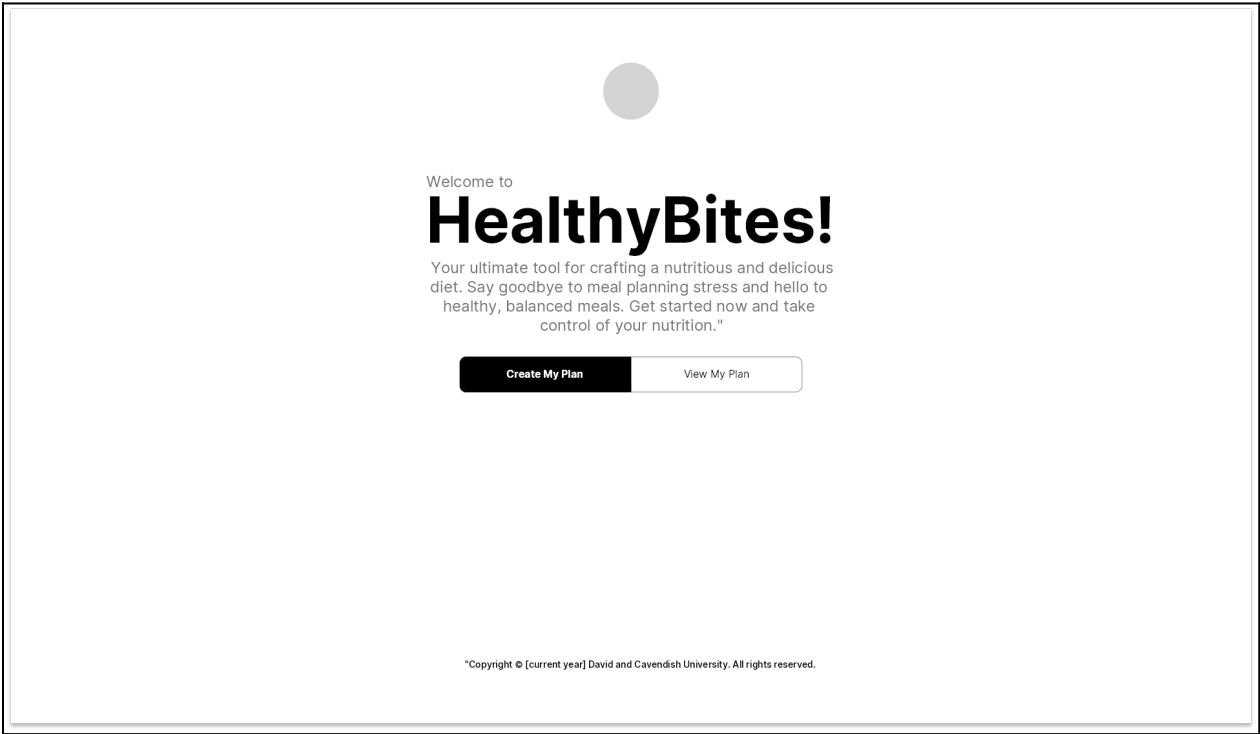 Welcome to
HealthyBites!
Your ultimate tool for crafting a nutritious and delicious
diet. Say goodbye to meal planning stress and hello to
healthy, balanced meals. Get started now and take
control of your nutrition."
Create My Plan
View My Plan
"Copyright © [current year] David and Cavendish University. All rights reserved.